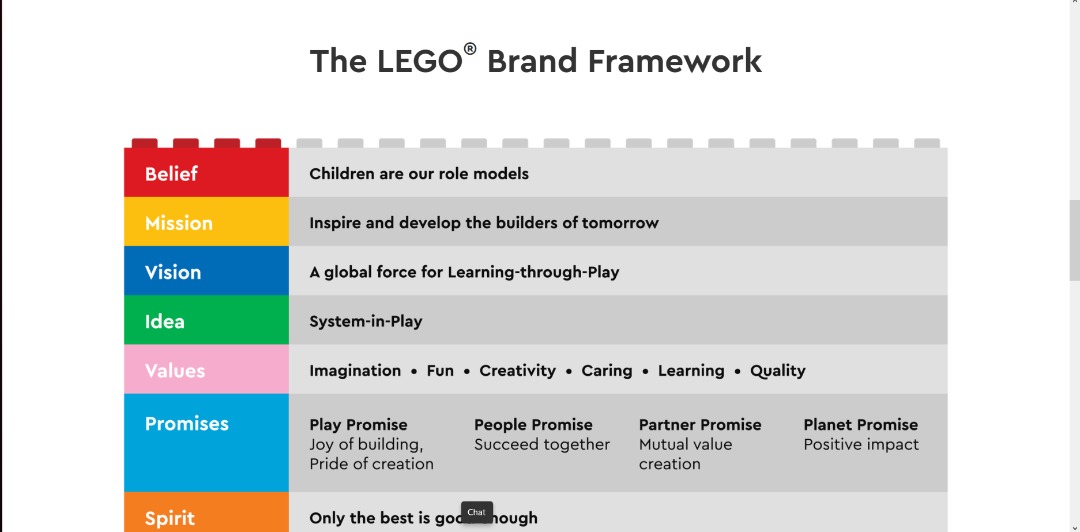 The LEGO® Brand Framework
Belief
Children are our role models
Mission
Inspire and develop the builders of tomorrow
Vision
A global force for Learning-through-Play
Idea
System-in-Play
Values
Imagination • Fun • Creativity • Caring • Learning • Quality
Promises
Play Promise
Joy of building,
Pride of creation
People Promise
Succeed together
Partner Promise
Mutual value
creation
Planet Promise
Positive impact
Spirit
Only the best is good enough
Chat